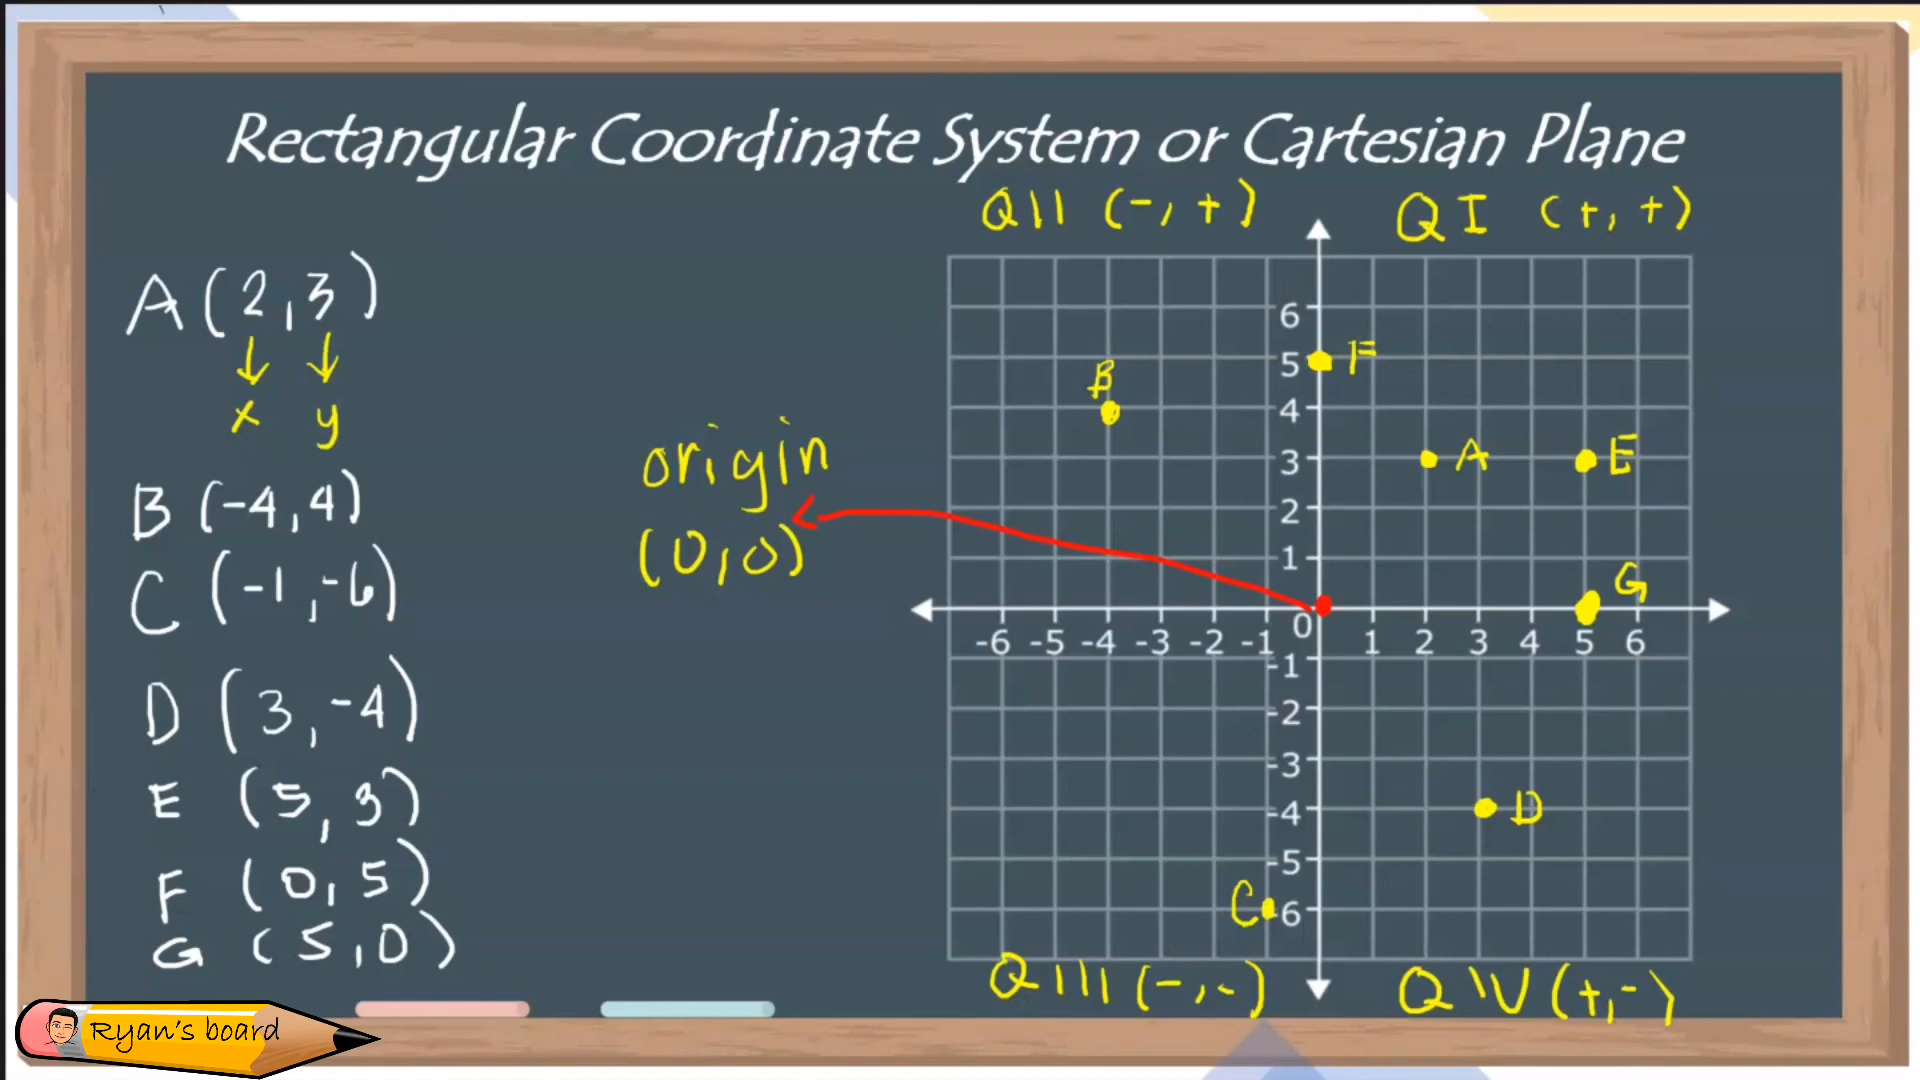 Rectangular Coordinate System or Cartesian Plane
QII (-, +)
QI (+, +)
A (2, 3)
x y
B (-4, 4)
C (-1, -6)
D (3, -4)
E (5, 3)
F (0, 5)
G (5, 0)
origin
(0, 0)
6
5 F
B
4
3 A E
2
1
G
0
-6 -5 -4 -3 -2 -1 1 2 3 4 5 6
-1
-2
-3
-4 D
-5
C -6
QIII (-, -)
QIV (+, -)
Ryan's board